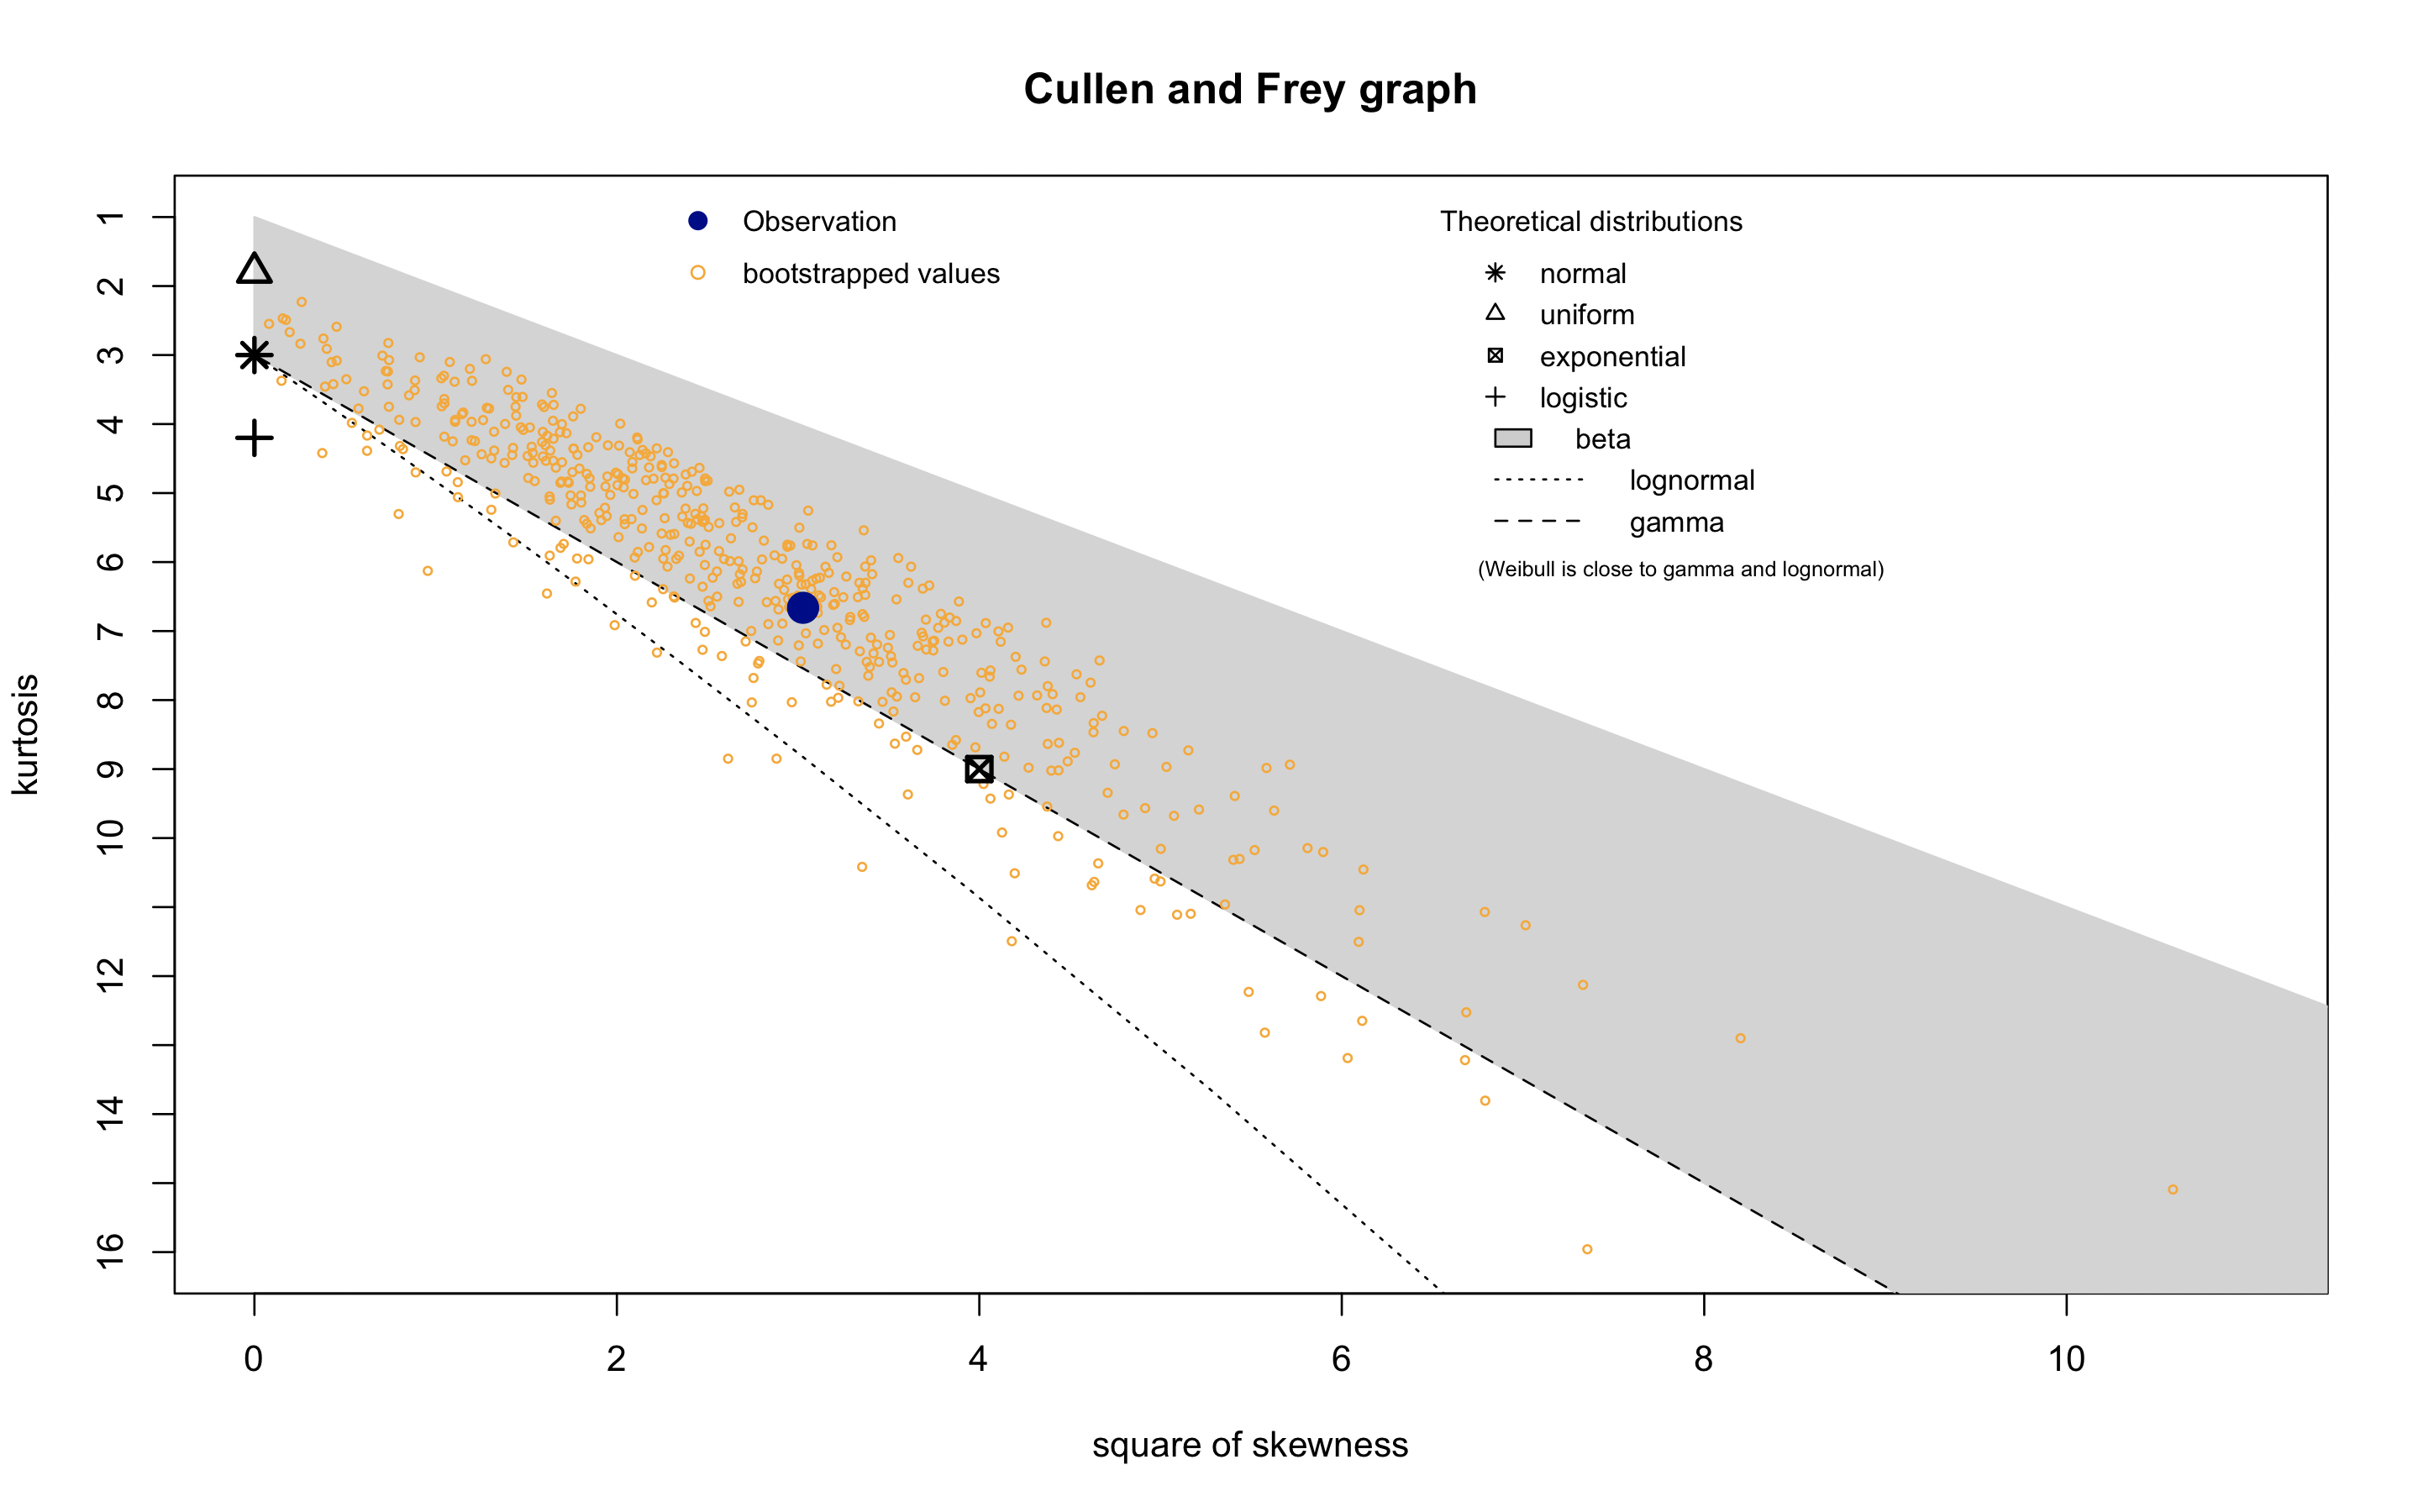 Cullen and Frey graph
Observation
bootstrapped values
Theoretical distributions
normal
uniform
exponential
logistic
beta
lognormal
gamma
(Weibull is close to gamma and lognormal)
kurtosis
1
2
3
4
5
6
7
8
9
10
12
14
16
0 2 4 6 8 10
square of skewness